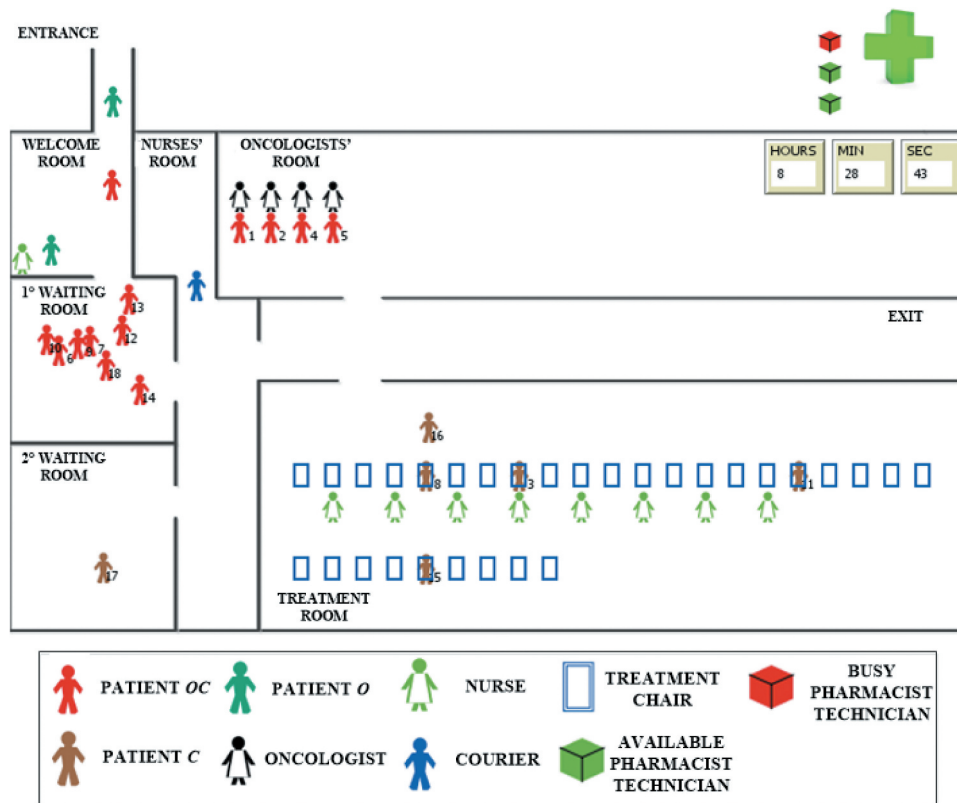 ENTRANCE
WELCOME
ROOM
NURSES'
ROOM
ONCOLOGISTS'
ROOM
HOURS
8
MIN
28
SEC
43
1 2 4 5
1° WAITING
ROOM
13
12
10 6 9 7
18
14
EXIT
2° WAITING
ROOM
16
8 3 11
17
15
TREATMENT
ROOM
PATIENT OC
PATIENT O
NURSE
TREATMENT
CHAIR
BUSY
PHARMACIST
TECHNICIAN
PATIENT C
ONCOLOGIST
COURIER
AVAILABLE
PHARMACIST
TECHNICIAN